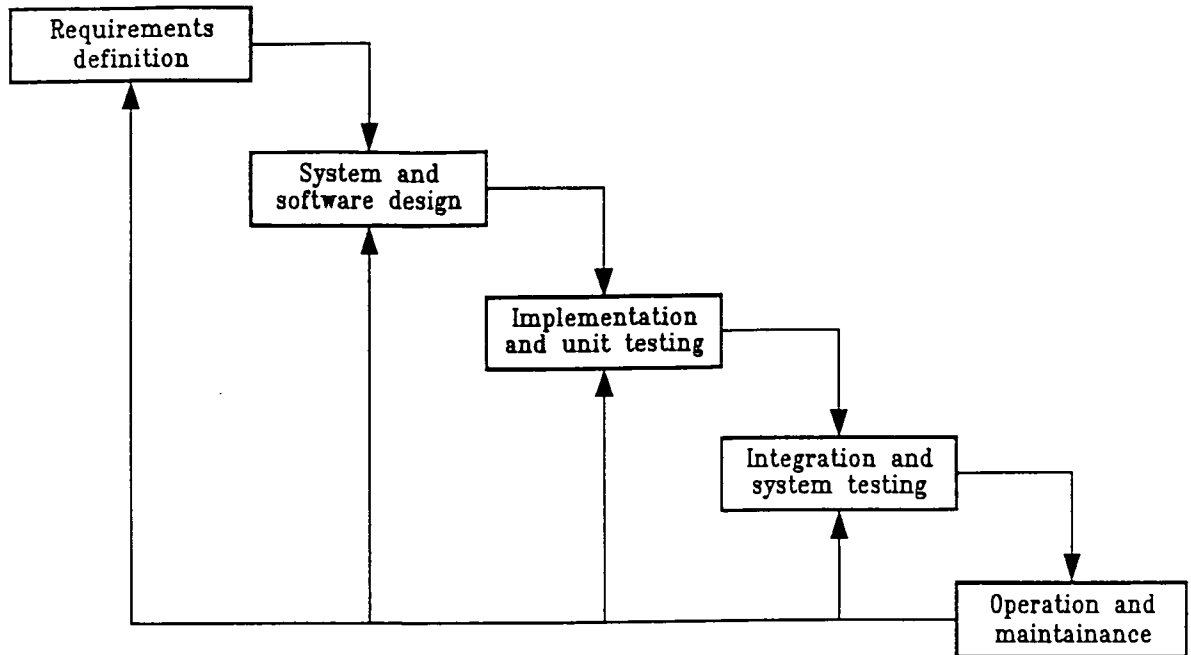 Requirements
definition
System and
software design
Implementation
and unit testing
Integration and
system testing
Operation and
maintainance